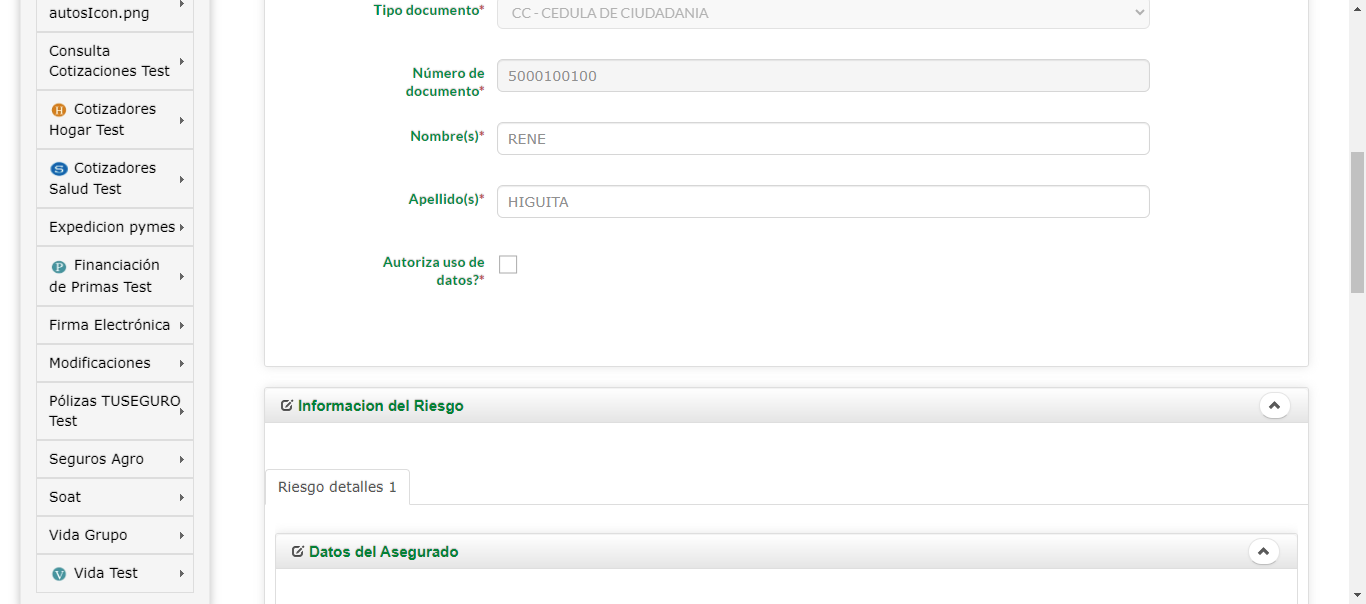 autosIcon.png
Consulta
Cotizaciones Test
H Cotizadores
Hogar Test
S Cotizadores
Salud Test
Expedicion pymes
P Financiación
de Primas Test
Firma Electrónica
Modificaciones
Pólizas TUSEGURO
Test
Seguros Agro
Soat
Vida Grupo
V Vida Test
Tipo documento* CC - CEDULA DE CIUDADANIA
Número de
documento*
5000100100
Nombre(s)* RENE
Apellido(s)* HIGUITA
Autoriza uso de
datos?*
Informacion del Riesgo
Riesgo detalles 1
Datos del Asegurado